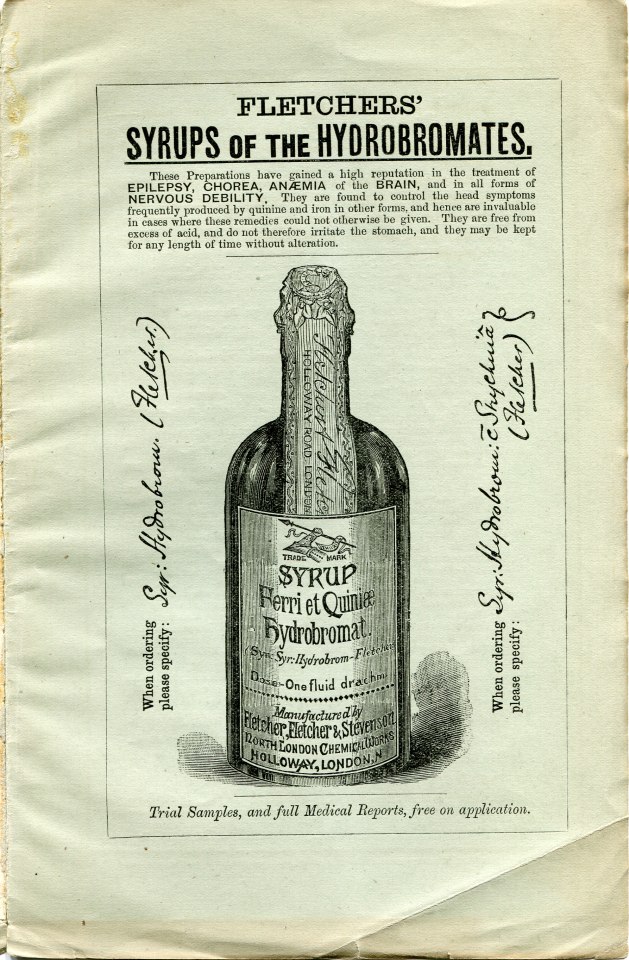 FLETCHERS'
SYRUPS OF THE HYDROBROMATES.
These Preparations have gained a high reputation in the treatment of
EPILEPSY, CHOREA, ANÆMIA of the BRAIN, and in all forms of
NERVOUS DEBILITY. They are found to control the head symptoms
frequently produced by quinine and iron in other forms, and hence are invaluable
in cases where these remedies could not otherwise be given. They are free from
excess of acid, and do not therefore irritate the stomach, and they may be kept
for any length of time without alteration.
When ordering
please specify:
Syr: Hydrobrom. (Fletcher.)
HOLLOWAY ROAD LONDON
Fletcher
TRADE MARK
SYRUP
Ferri et Quiniæ
Hydrobromat.
(Syn: Syr: Hydrobrom-Fletcher
Dose:-One fluid drachm.
Manufactured by
Fletcher, Fletcher & Stevenson
NORTH LONDON CHEMICAL WORKS
HOLLOWAY, LONDON, N
When ordering
please specify:
Syr: Hydrobrom: c̄ Strychniâ
(Fletcher)
Trial Samples, and full Medical Reports, free on application.